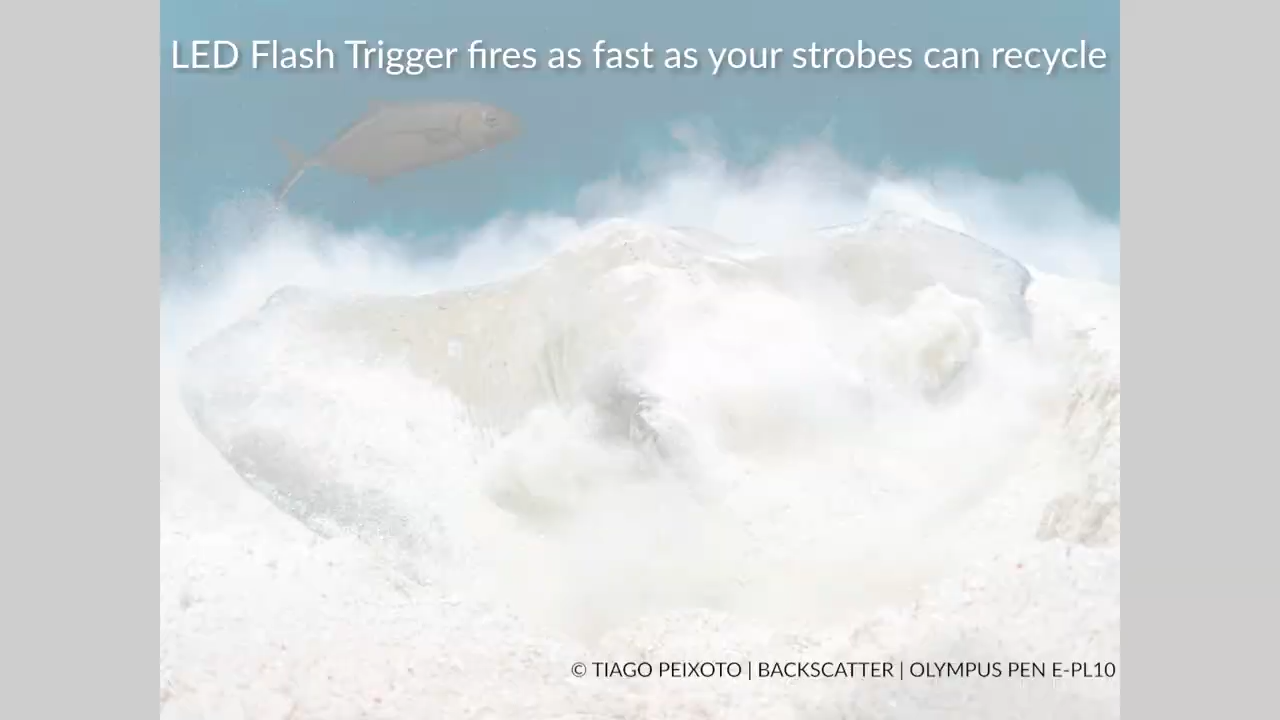 LED Flash Trigger fires as fast as your strobes can recycle
© TIAGO PEIXOTO | BACKSCATTER | OLYMPUS PEN E-PL10